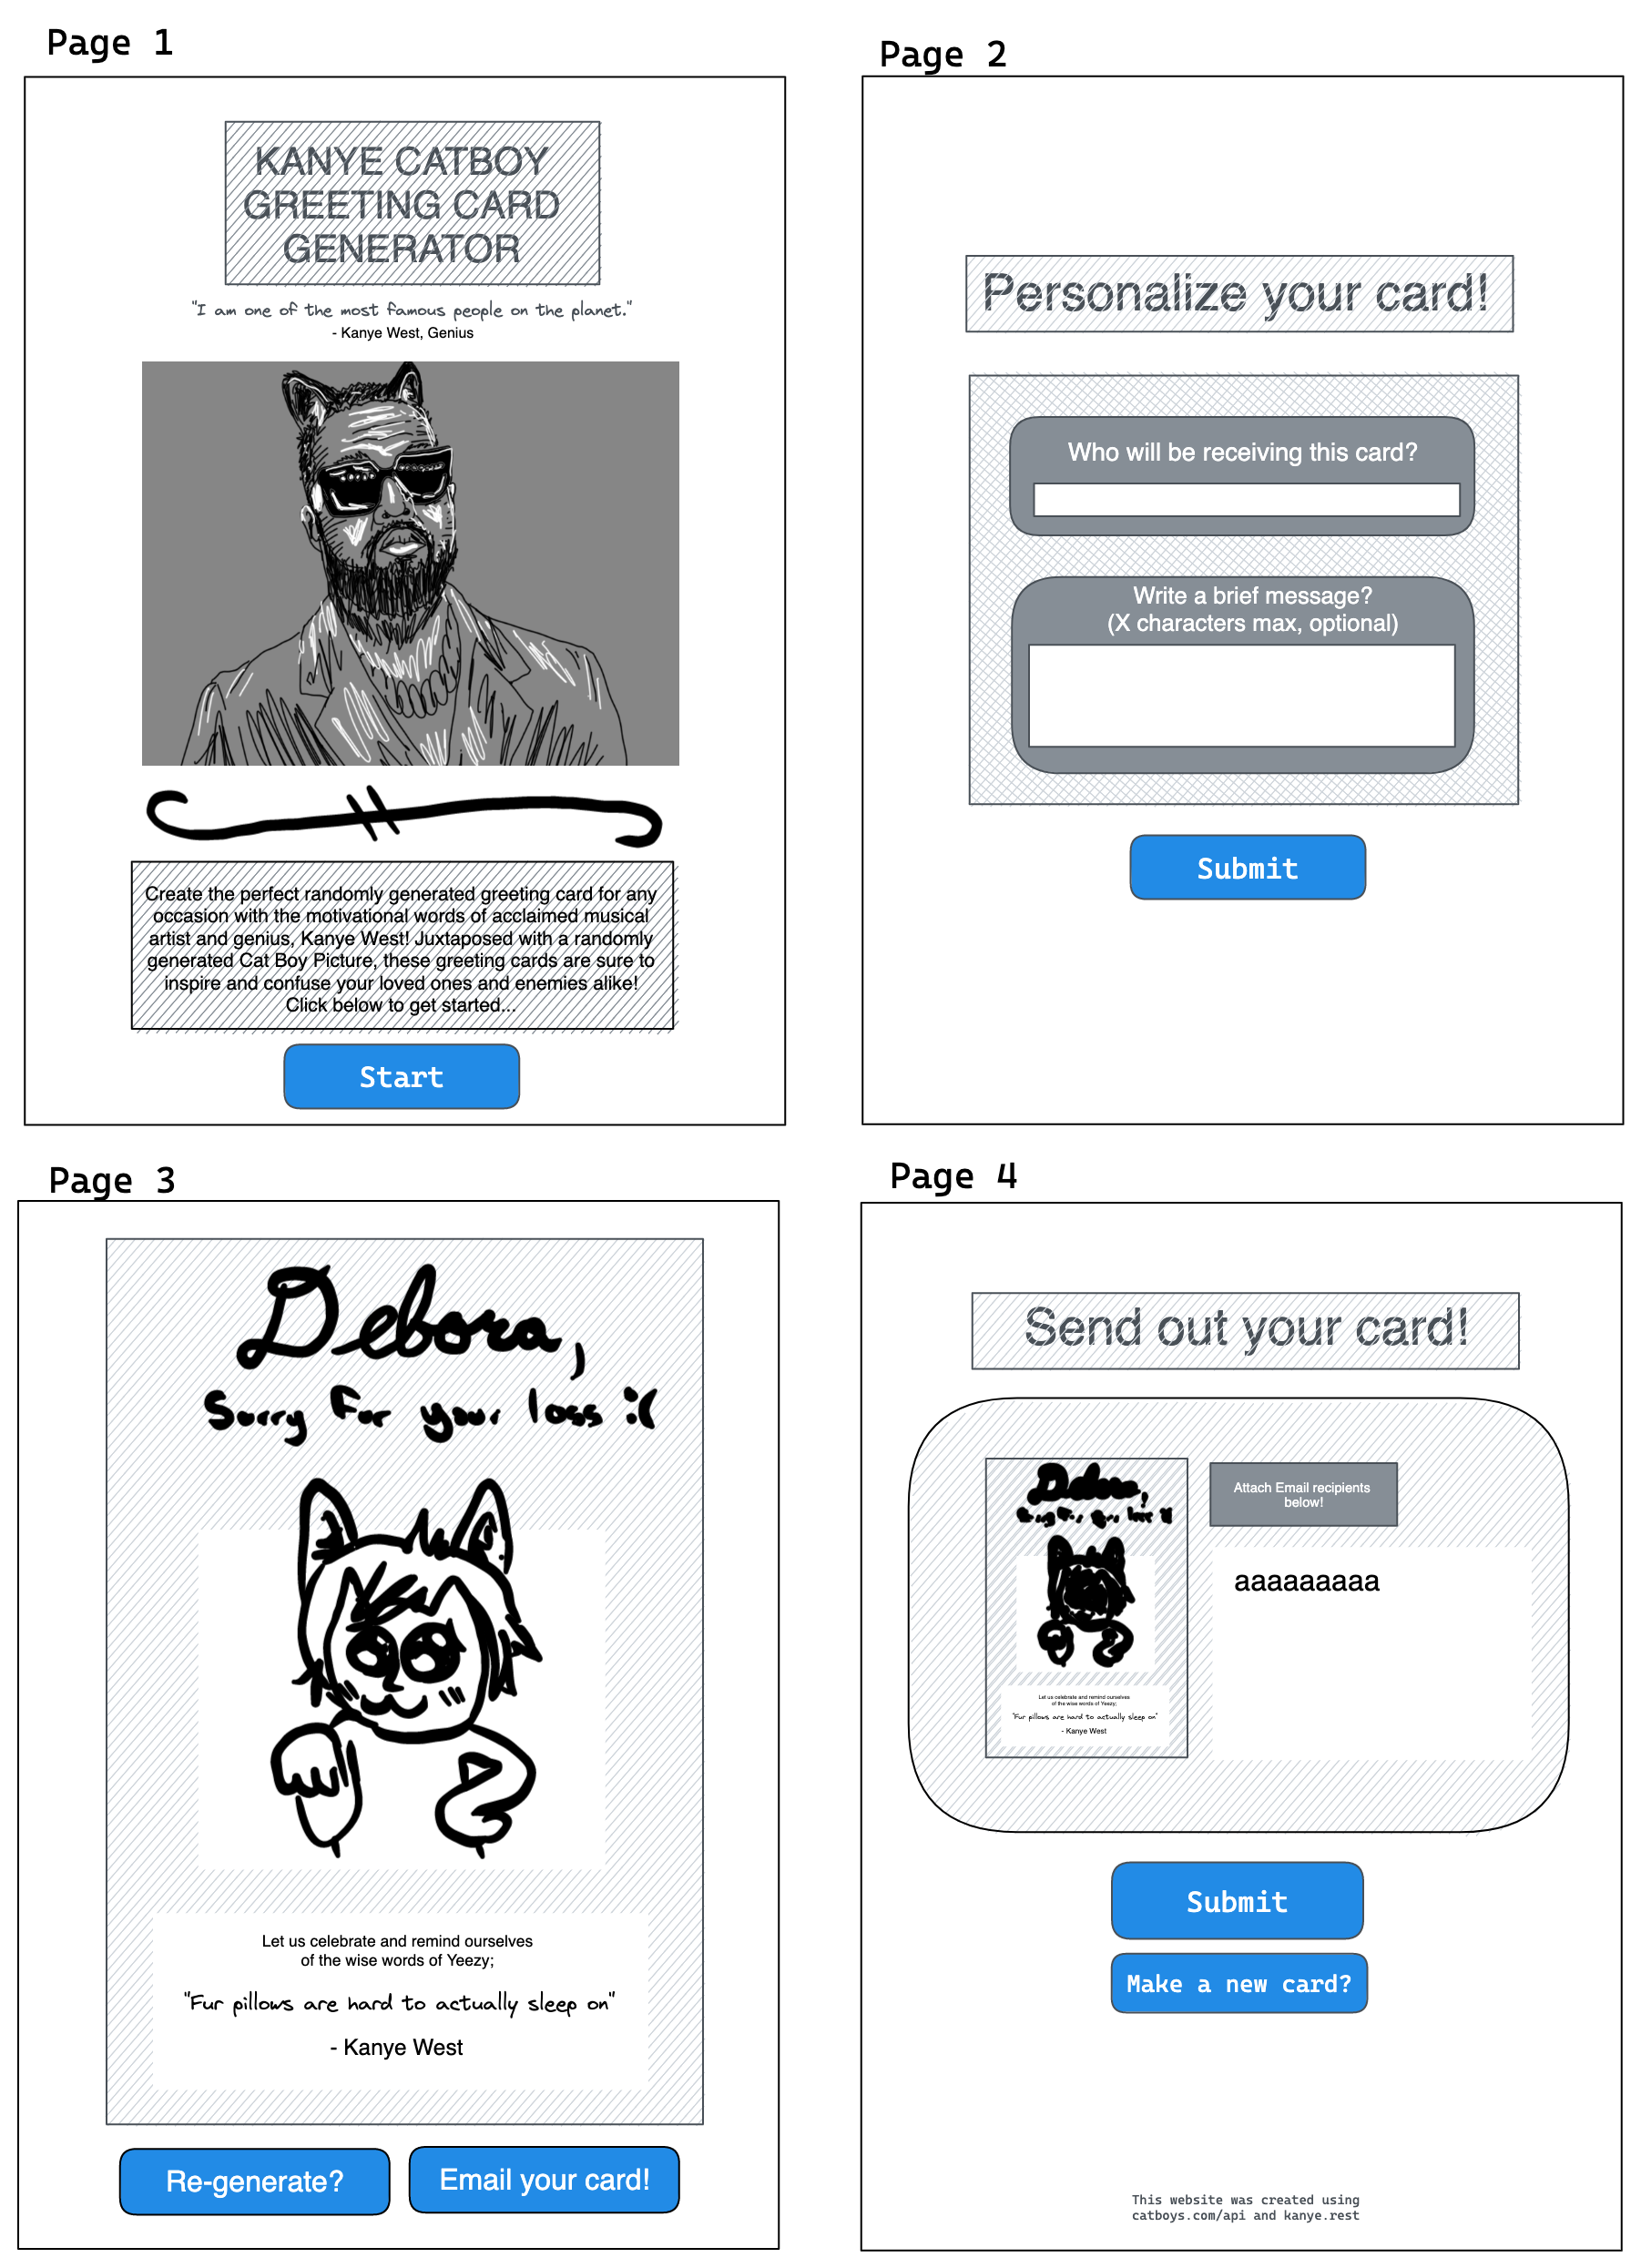 Page 1
KANYE CATBOY
GREETING CARD
GENERATOR
"I am one of the most famous people on the planet."
- Kanye West, Genius
Create the perfect randomly generated greeting card for any
occasion with the motivational words of acclaimed musical
artist and genius, Kanye West! Juxtaposed with a randomly
generated Cat Boy Picture, these greeting cards are sure to
inspire and confuse your loved ones and enemies alike!
Click below to get started...
Start
Page 2
Personalize your card!
Who will be receiving this card?
Write a brief message?
(X characters max, optional)
Submit
Page 3
Debora,
Sorry for your loss :(
Let us celebrate and remind ourselves
of the wise words of Yeezy;
"Fur pillows are hard to actually sleep on"
- Kanye West
Re-generate?
Email your card!
Page 4
Send out your card!
Debora,
Sorry for your loss :(
Let us celebrate and remind ourselves
of the wise words of Yeezy;
"Fur pillows are hard to actually sleep on"
- Kanye West
Attach Email recipients
below!
aaaaaaaaa
Submit
Make a new card?
This website was created using
catboys.com/api and kanye.rest